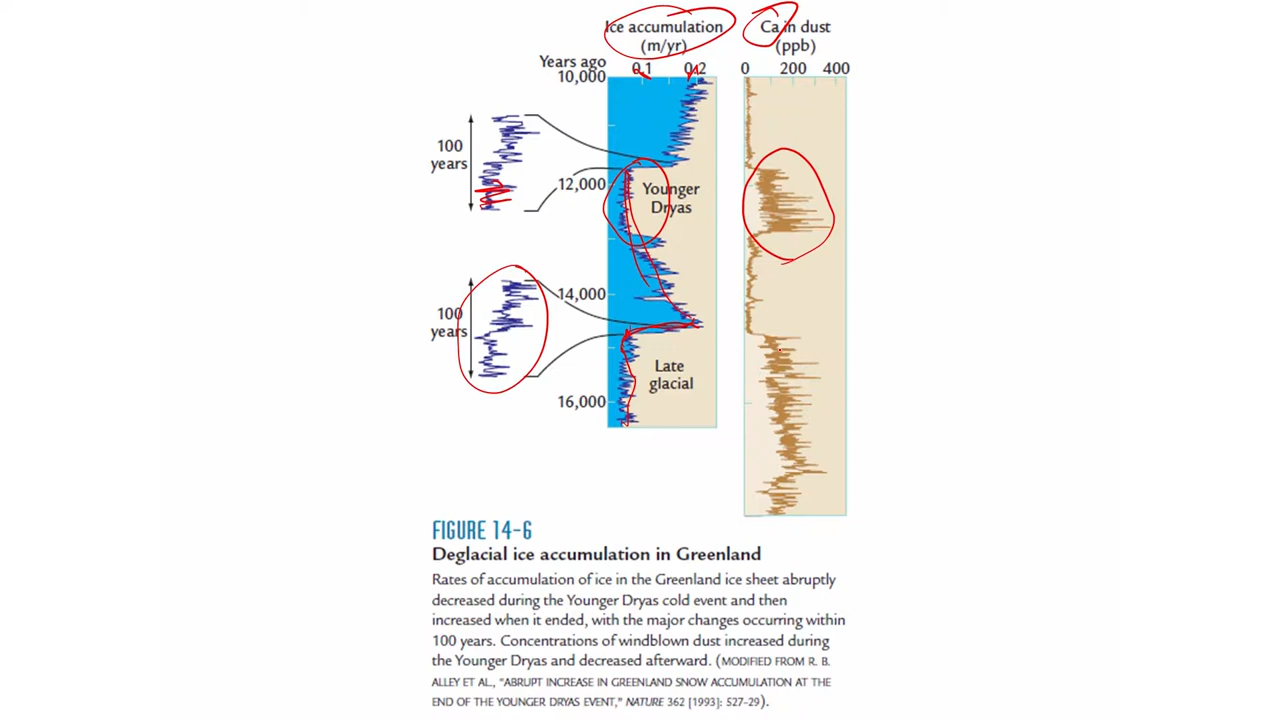 Ice accumulation
(m/yr)
Ca in dust
(ppb)
Years ago
0.1
0.2
0
200
400
10,000
100
years
12,000
Younger
Dryas
14,000
100
years
Late
glacial
16,000
FIGURE 14-6
Deglacial ice accumulation in Greenland
Rates of accumulation of ice in the Greenland ice sheet abruptly
decreased during the Younger Dryas cold event and then
increased when it ended, with the major changes occurring within
100 years. Concentrations of windblown dust increased during
the Younger Dryas and decreased afterward. (MODIFIED FROM R. B.
ALLEY ET AL., "ABRUPT INCREASE IN GREENLAND SNOW ACCUMULATION AT THE
END OF THE YOUNGER DRYAS EVENT," NATURE 362 [1993]: 527-29).